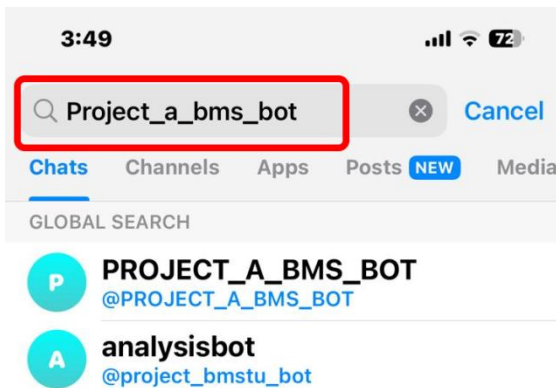 3:49 72
Project_a_bms_bot Cancel
Chats Channels Apps Posts NEW Media
GLOBAL SEARCH
P PROJECT_A_BMS_BOT
@PROJECT_A_BMS_BOT
A analysisbot
@project_bmstu_bot